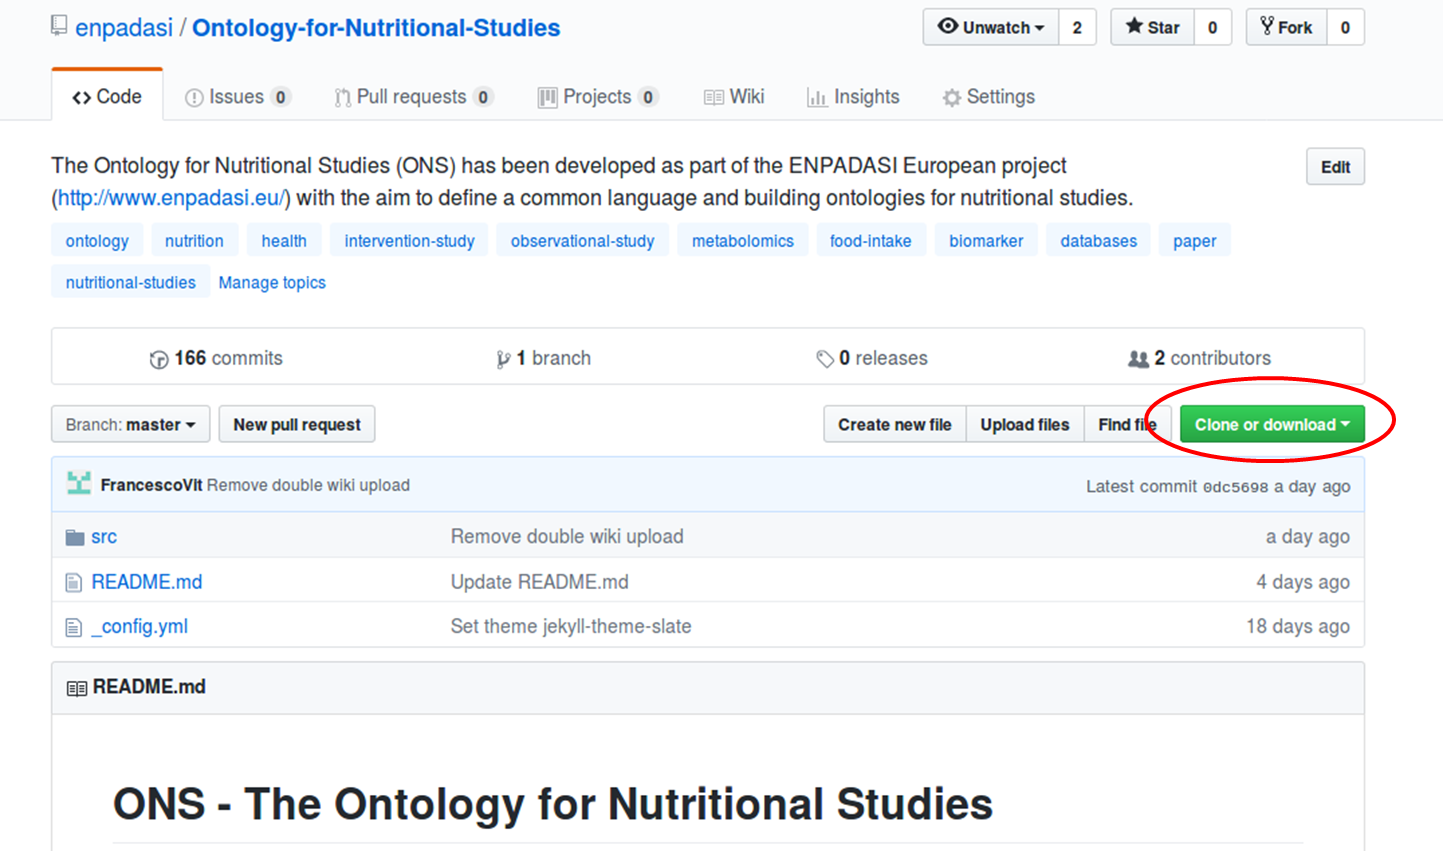 enpadasi / Ontology-for-Nutritional-Studies
Unwatch 2 Star 0 Fork 0
Code Issues 0 Pull requests 0 Projects 0 Wiki Insights Settings
The Ontology for Nutritional Studies (ONS) has been developed as part of the ENPADASI European project
(http://www.enpadasi.eu/) with the aim to define a common language and building ontologies for nutritional studies.
Edit
ontology nutrition health intervention-study observational-study metabolomics food-intake biomarker databases paper
nutritional-studies Manage topics
166 commits 1 branch 0 releases 2 contributors
Branch: master New pull request Create new file Upload files Find file Clone or download
FrancescoVIt Remove double wiki upload Latest commit 0dc5698 a day ago
src Remove double wiki upload a day ago
README.md Update README.md 4 days ago
_config.yml Set theme jekyll-theme-slate 18 days ago
README.md
ONS - The Ontology for Nutritional Studies